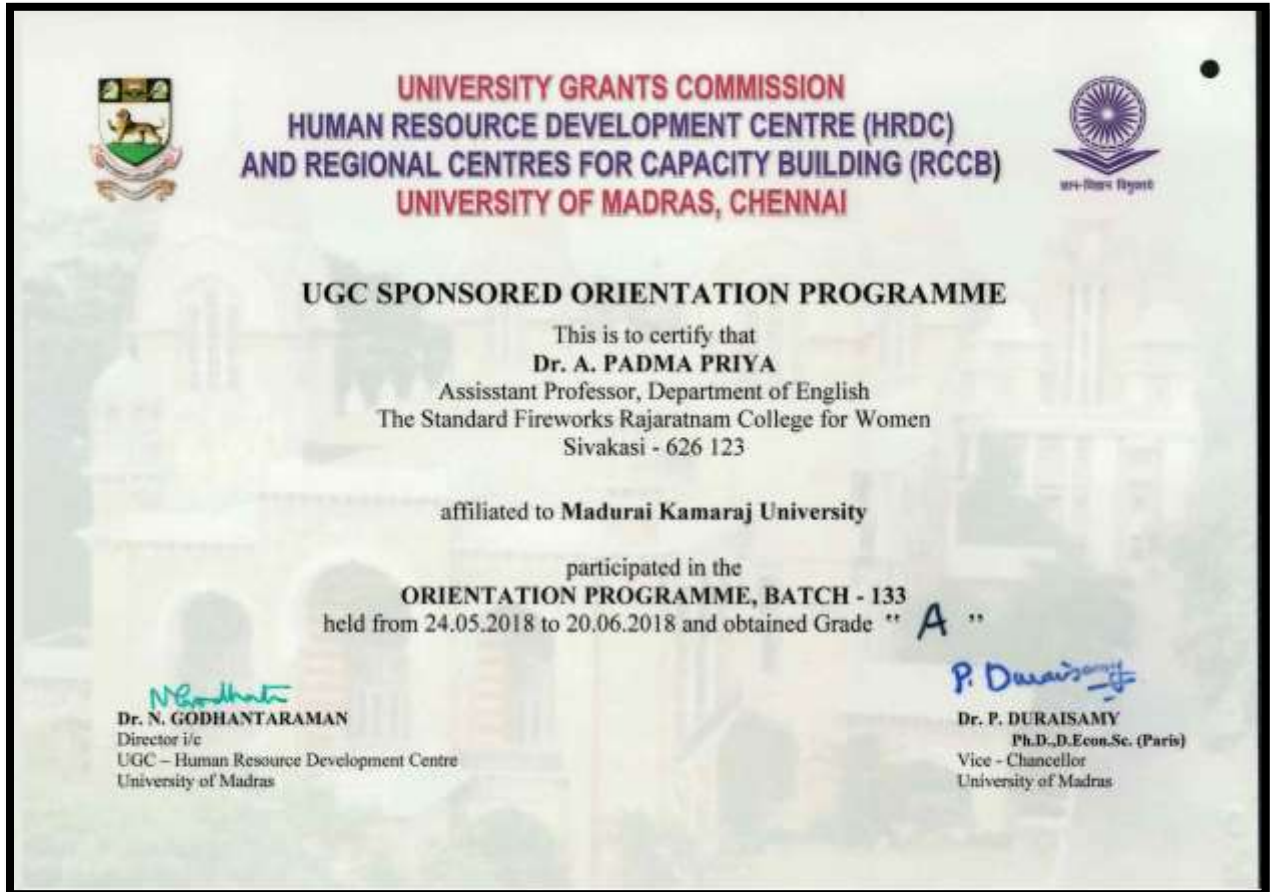 UNIVERSITY GRANTS COMMISSION
HUMAN RESOURCE DEVELOPMENT CENTRE (HRDC)
AND REGIONAL CENTRES FOR CAPACITY BUILDING (RCCB)
UNIVERSITY OF MADRAS, CHENNAI
ज्ञान-विज्ञान विमुक्तये
UGC SPONSORED ORIENTATION PROGRAMME
This is to certify that
Dr. A. PADMA PRIYA
Assisstant Professor, Department of English
The Standard Fireworks Rajaratnam College for Women
Sivakasi - 626 123
affiliated to Madurai Kamaraj University
participated in the
ORIENTATION PROGRAMME, BATCH - 133
held from 24.05.2018 to 20.06.2018 and obtained Grade " A "
N Godhantaraman
Dr. N. GODHANTARAMAN
Director i/c
UGC – Human Resource Development Centre
University of Madras
P. Duraisamy
Dr. P. DURAISAMY
Ph.D.,D.Econ.Sc. (Paris)
Vice - Chancellor
University of Madras